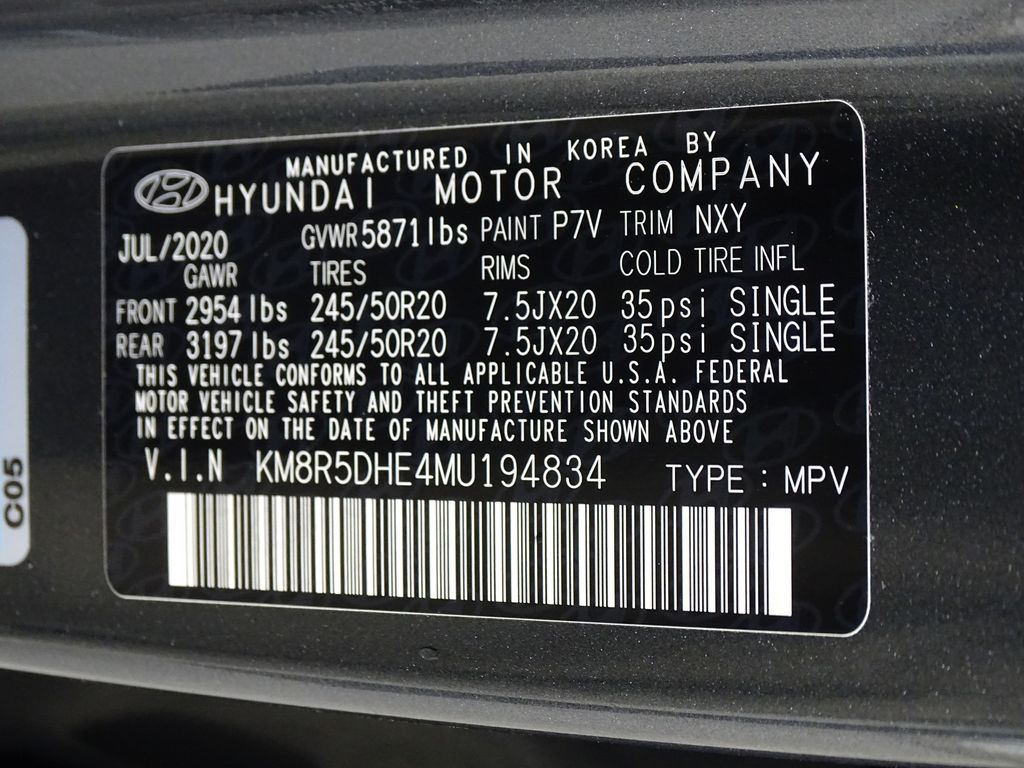 MANUFACTURED IN KOREA BY
HYUNDAI MOTOR COMPANY
JUL/2020 GVWR 5871lbs PAINT P7V TRIM NXY
GAWR TIRES RIMS COLD TIRE INFL
FRONT 2954 lbs 245/50R20 7.5JX20 35psi SINGLE
REAR 3197 lbs 245/50R20 7.5JX20 35psi SINGLE
THIS VEHICLE CONFORMS TO ALL APPLICABLE U.S.A. FEDERAL
MOTOR VEHICLE SAFETY AND THEFT PREVENTION STANDARDS
IN EFFECT ON THE DATE OF MANUFACTURE SHOWN ABOVE
V.I.N KM8R5DHE4MU194834 TYPE : MPV
C05